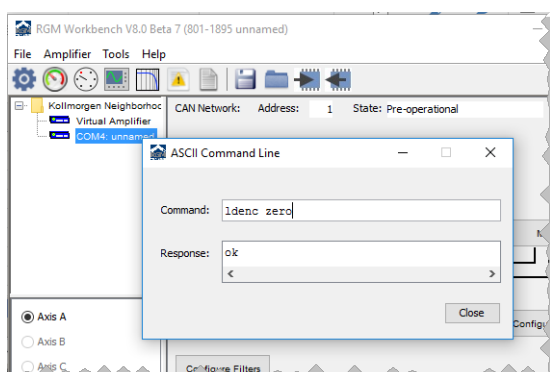 RGM Workbench V8.0 Beta 7 (801-1895 unnamed)
File Amplifier Tools Help
Kollmorgen Neighborhoc
Virtual Amplifier
COM4: unnamed
CAN Network: Address: 1 State: Pre-operational
ASCII Command Line
Command: ldenc zero
Response: ok
Close
Configu
Axis A
Axis B
Axis C
Configure Filters